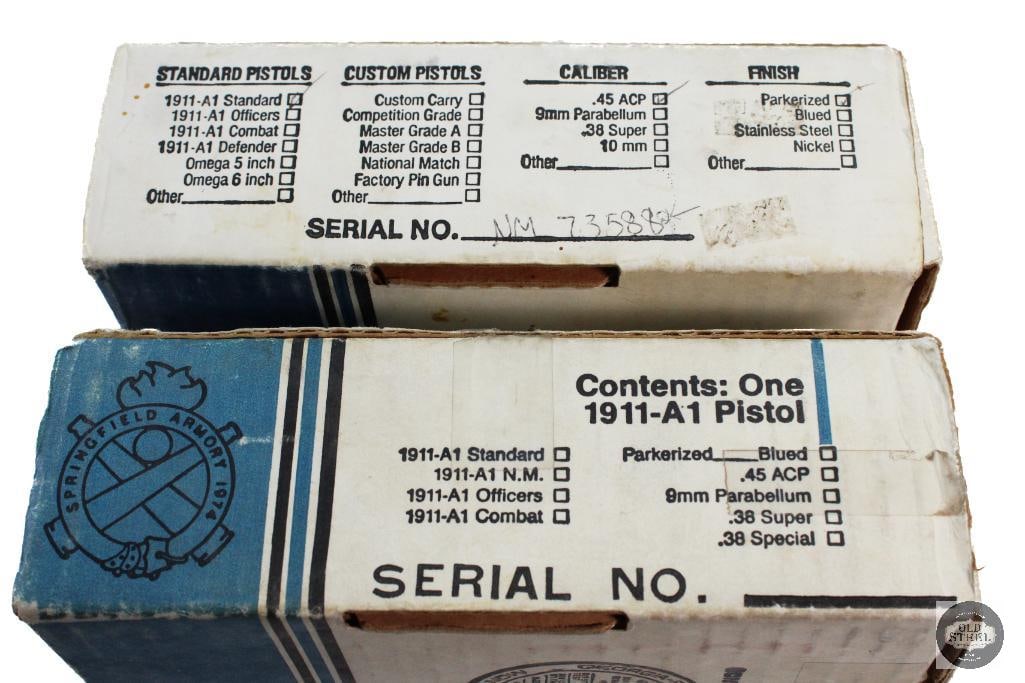 STANDARD PISTOLS CUSTOM PISTOLS CALIBER FINISH
1911-A1 Standard Custom Carry .45 ACP Parkerized
1911-A1 Officers Competition Grade 9mm Parabellum Blued
1911-A1 Combat Master Grade A .38 Super Stainless Steel
1911-A1 Defender Master Grade B 10 mm Nickel
Omega 5 inch National Match Other Other
Omega 6 inch Factory Pin Gun
Other Other
SERIAL NO. NM 73588
SPRINGFIELD ARMORY 1974
Contents: One
1911-A1 Pistol
1911-A1 Standard Parkerized Blued
1911-A1 N.M. .45 ACP
1911-A1 Officers 9mm Parabellum
1911-A1 Combat .38 Super
.38 Special
SERIAL NO.
OLD
STEEL